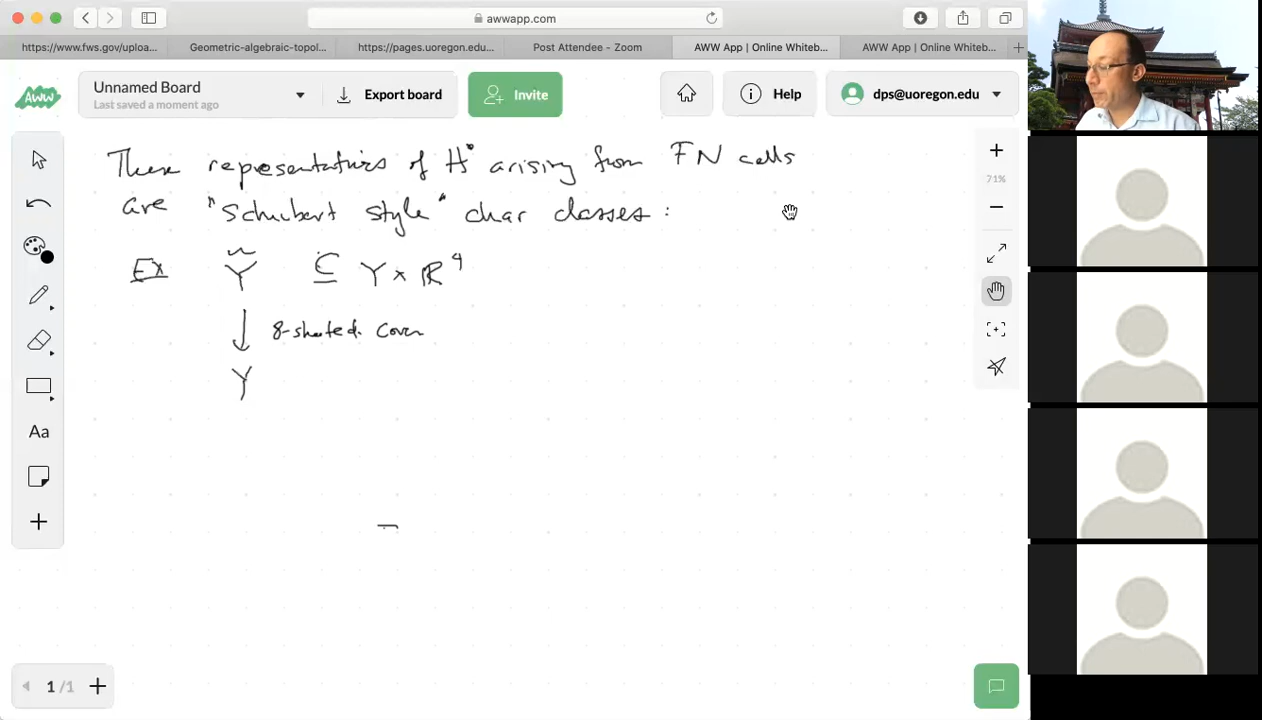 awwapp.com
https://www.fws.gov/uploa...
Geometric-algebraic-topol...
https://pages.uoregon.edu...
Post Attendee - Zoom
AWW App | Online Whiteb...
AWW App | Online Whiteb...
AWW
Unnamed Board
Last saved a moment ago
Export board
Invite
Help
dps@uoregon.edu
These representatives of H• arising from FN cells
are "Schubert style" char classes :
Ex Ỹ ⊆ Y × ℝ⁴
↓ 8-sheeted cover
Y
71%
Aa
1 /1